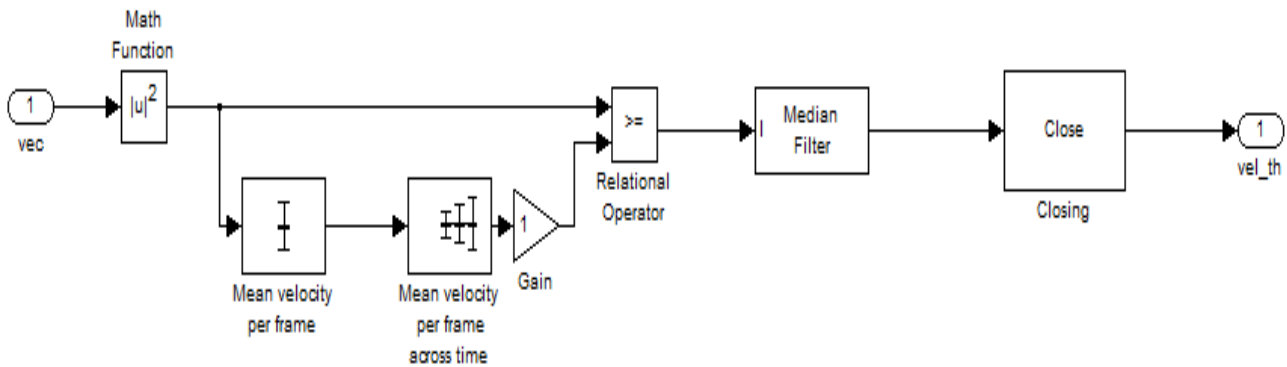 Math
Function
1
vec
|u|²
>=
Relational
Operator
I
Median
Filter
Close
Closing
1
vel_th
Mean velocity
per frame
Mean velocity
per frame
across time
1
Gain